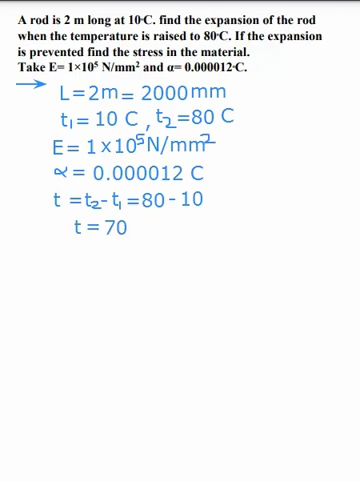 A rod is 2 m long at 10◦C. find the expansion of the rod
when the temperature is raised to 80◦C. If the expansion
is prevented find the stress in the material.
Take E= 1×10⁵ N/mm² and α= 0.000012◦C.
→ L=2m= 2000mm
t₁= 10 C , t₂=80 C
E= 1×10⁵N/mm²
α= 0.000012 C
t =t₂-t₁=80-10
t=70